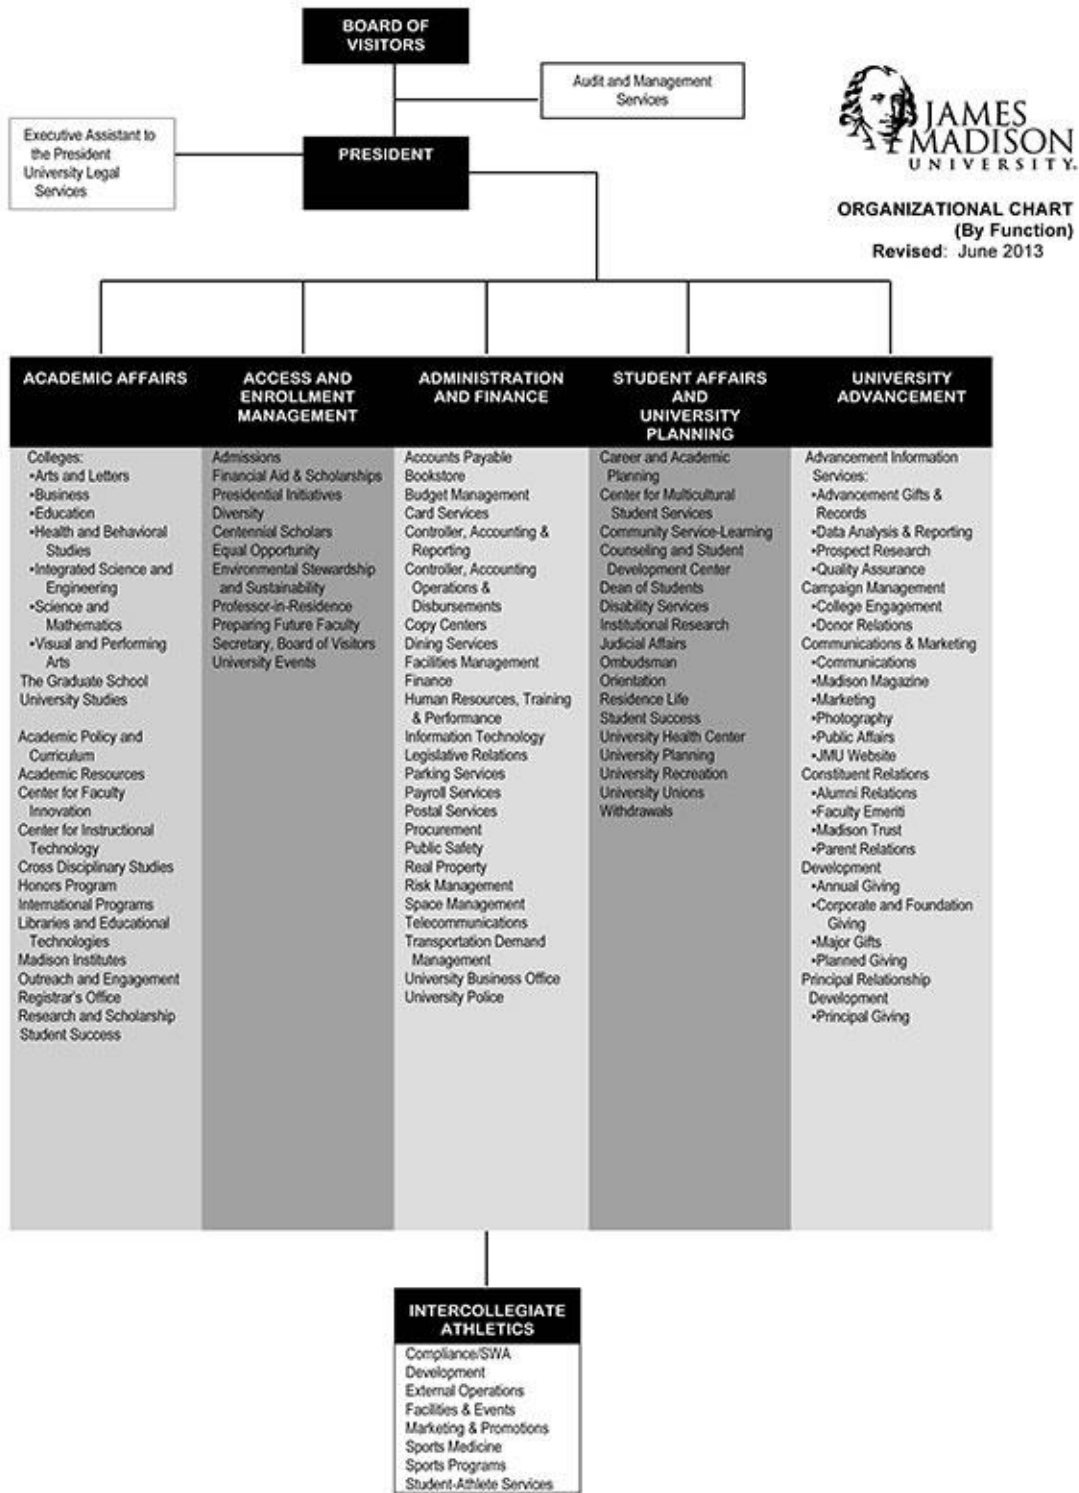 BOARD OF
VISITORS
Audit and Management
Services
Executive Assistant to
the President
University Legal
Services
PRESIDENT
JAMES
MADISON
UNIVERSITY.
ORGANIZATIONAL CHART
(By Function)
Revised: June 2013
ACADEMIC AFFAIRS
Colleges:
•Arts and Letters
•Business
•Education
•Health and Behavioral
Studies
•Integrated Science and
Engineering
•Science and
Mathematics
•Visual and Performing
Arts
The Graduate School
University Studies
Academic Policy and
Curriculum
Academic Resources
Center for Faculty
Innovation
Center for Instructional
Technology
Cross Disciplinary Studies
Honors Program
International Programs
Libraries and Educational
Technologies
Madison Institutes
Outreach and Engagement
Registrar's Office
Research and Scholarship
Student Success
ACCESS AND
ENROLLMENT
MANAGEMENT
Admissions
Financial Aid & Scholarships
Presidential Initiatives
Diversity
Centennial Scholars
Equal Opportunity
Environmental Stewardship
and Sustainability
Professor-in-Residence
Preparing Future Faculty
Secretary, Board of Visitors
University Events
ADMINISTRATION
AND FINANCE
Accounts Payable
Bookstore
Budget Management
Card Services
Controller, Accounting &
Reporting
Controller, Accounting
Operations &
Disbursements
Copy Centers
Dining Services
Facilities Management
Finance
Human Resources, Training
& Performance
Information Technology
Legislative Relations
Parking Services
Payroll Services
Postal Services
Procurement
Public Safety
Real Property
Risk Management
Space Management
Telecommunications
Transportation Demand
Management
University Business Office
University Police
STUDENT AFFAIRS
AND
UNIVERSITY
PLANNING
Career and Academic
Planning
Center for Multicultural
Student Services
Community Service-Learning
Counseling and Student
Development Center
Dean of Students
Disability Services
Institutional Research
Judicial Affairs
Ombudsman
Orientation
Residence Life
Student Success
University Health Center
University Planning
University Recreation
University Unions
Withdrawals
UNIVERSITY
ADVANCEMENT
Advancement Information
Services:
•Advancement Gifts &
Records
•Data Analysis & Reporting
•Prospect Research
•Quality Assurance
Campaign Management
•College Engagement
•Donor Relations
Communications & Marketing
•Communications
•Madison Magazine
•Marketing
•Photography
•Public Affairs
•JMU Website
Constituent Relations
•Alumni Relations
•Faculty Emeriti
•Madison Trust
•Parent Relations
Development
•Annual Giving
•Corporate and Foundation
Giving
•Major Gifts
•Planned Giving
Principal Relationship
Development
•Principal Giving
INTERCOLLEGIATE
ATHLETICS
Compliance/SWA
Development
External Operations
Facilities & Events
Marketing & Promotions
Sports Medicine
Sports Programs
Student-Athlete Services